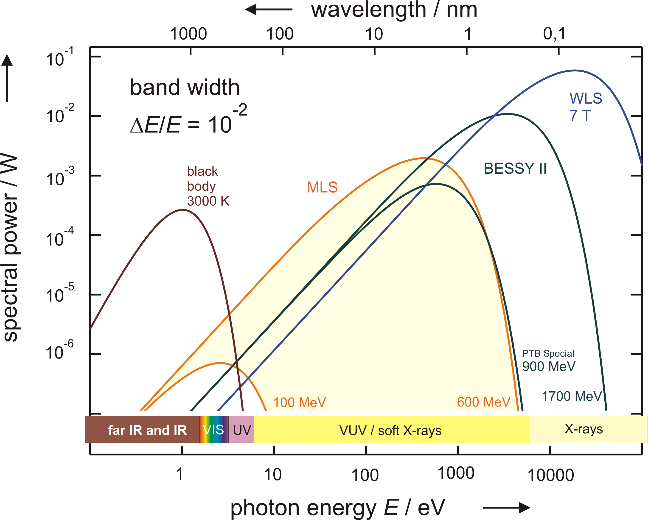 wavelength / nm
1000 100 10 1 0,1
10⁻¹
10⁻²
10⁻³
10⁻⁴
10⁻⁵
10⁻⁶
spectral power / W
band width
ΔE/E = 10⁻²
black
body
3000 K
MLS
WLS
7 T
BESSY II
PTB Special
900 MeV
1700 MeV
100 MeV
600 MeV
far IR and IR VIS UV VUV / soft X-rays X-rays
1 10 100 1000 10000
photon energy E / eV